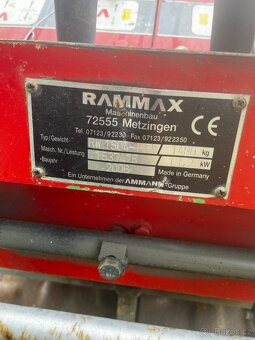 RAMMAX
Maschinenbau
72555 Metzingen
Tel. 07123/92230 · Fax 07123/922350
Typ/Gewicht kg
Masch. Nr./Leistung kW
Baujahr Made in Germany
Ein Unternehmen der AMMANN-Gruppe
CE